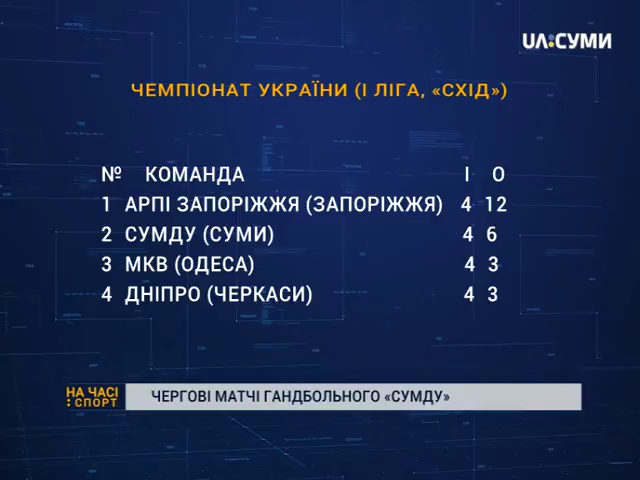 UA:СУМИ
ЧЕМПІОНАТ УКРАЇНИ (І ЛІГА, «СХІД»)
№ КОМАНДА І О
1 АРПІ ЗАПОРІЖЖЯ (ЗАПОРІЖЖЯ) 4 12
2 СУМДУ (СУМИ) 4 6
3 МКВ (ОДЕСА) 4 3
4 ДНІПРО (ЧЕРКАСИ) 4 3
НА ЧАСІ
: СПОРТ
ЧЕРГОВІ МАТЧІ ГАНДБОЛЬНОГО «СУМДУ»